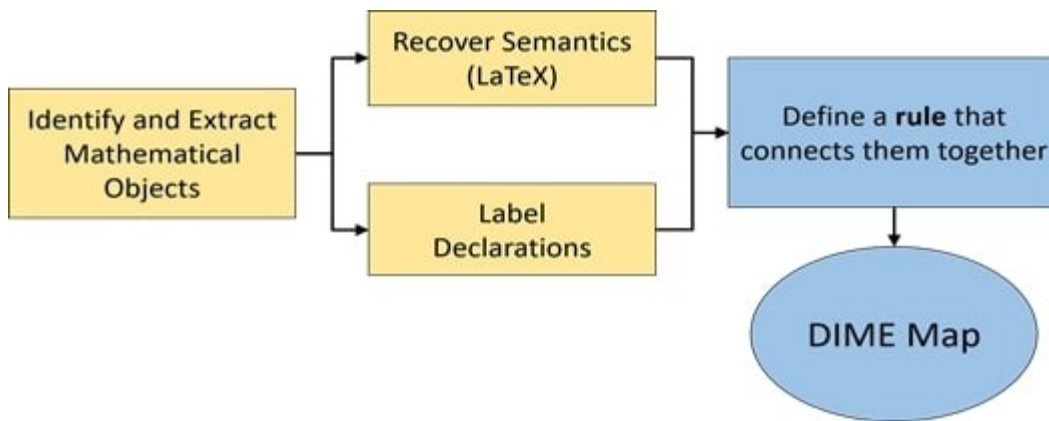 Identify and Extract
Mathematical
Objects
Recover Semantics
(LaTeX)
Label
Declarations
Define a rule that
connects them together
DIME Map